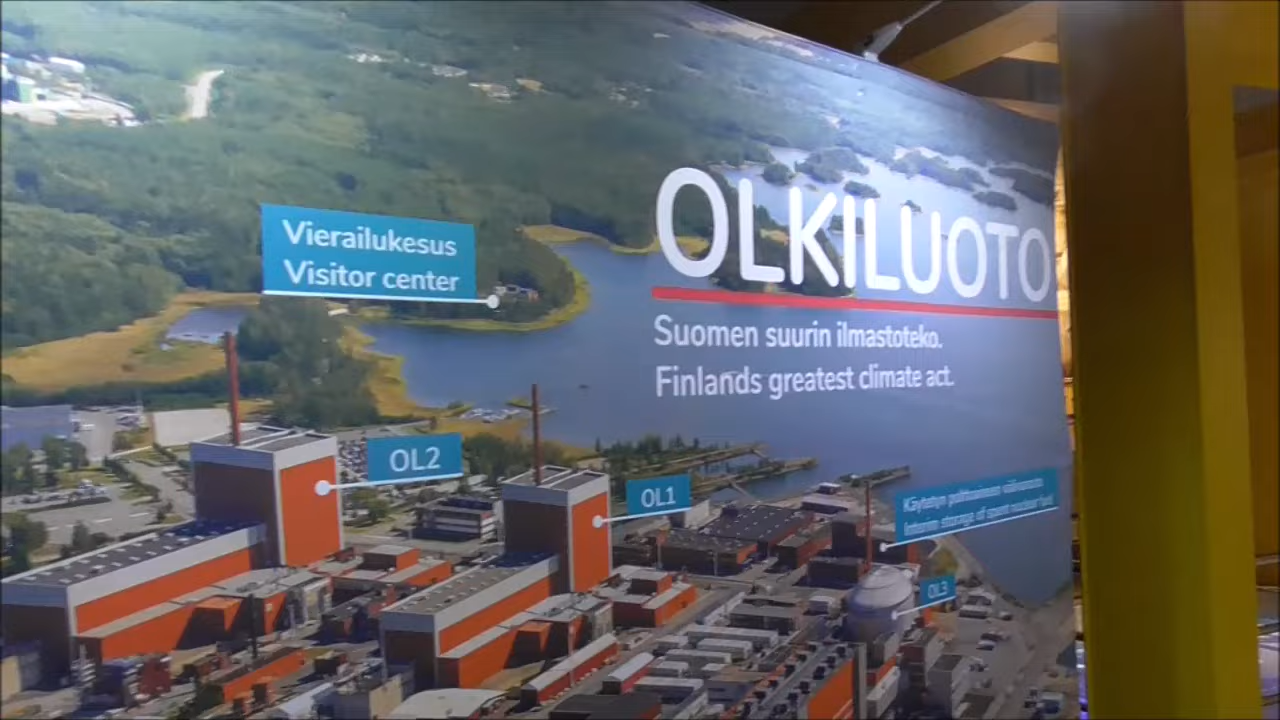 OLKILUOTO
Suomen suurin ilmastoteko.
Finlands greatest climate act.
Vierailukesus
Visitor center
OL2
OL1
Käytetyn polttoaineen välivarasto
Interim storage of spent nuclear fuel
OL3